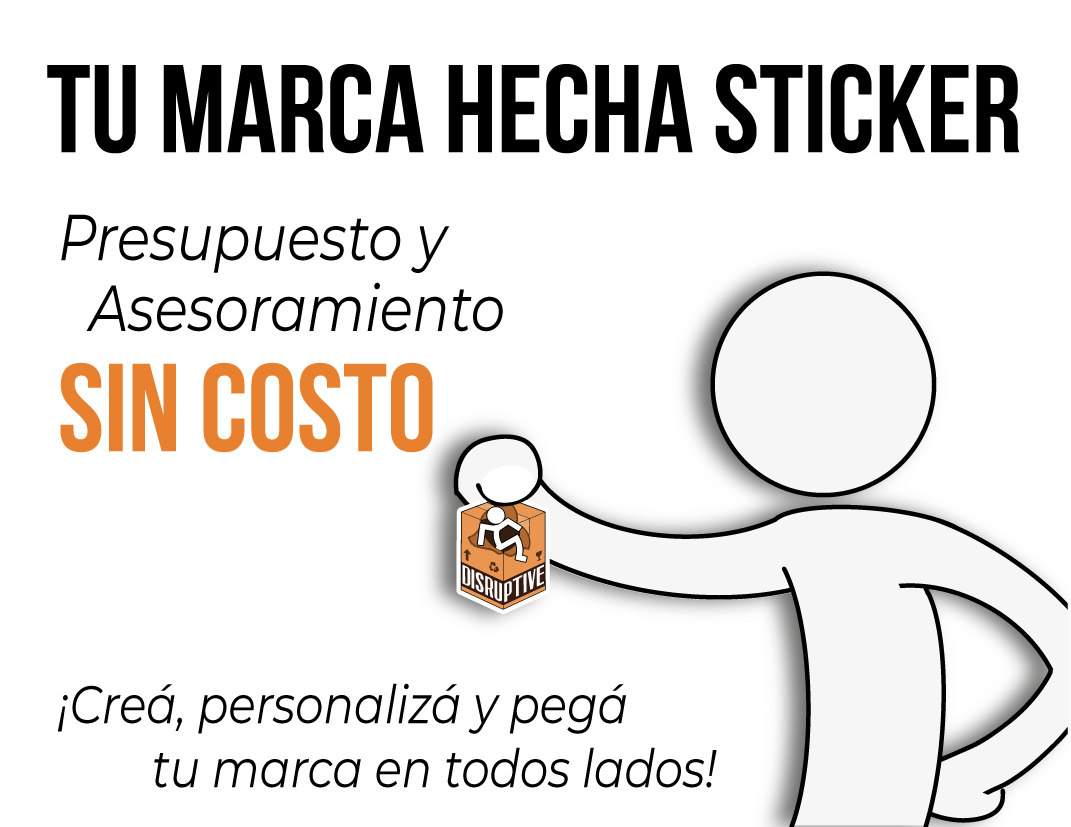 TU MARCA HECHA STICKER
Presupuesto y
Asesoramiento
SIN COSTO
DISRUPTIVE
¡Creá, personalizá y pegá
tu marca en todos lados!